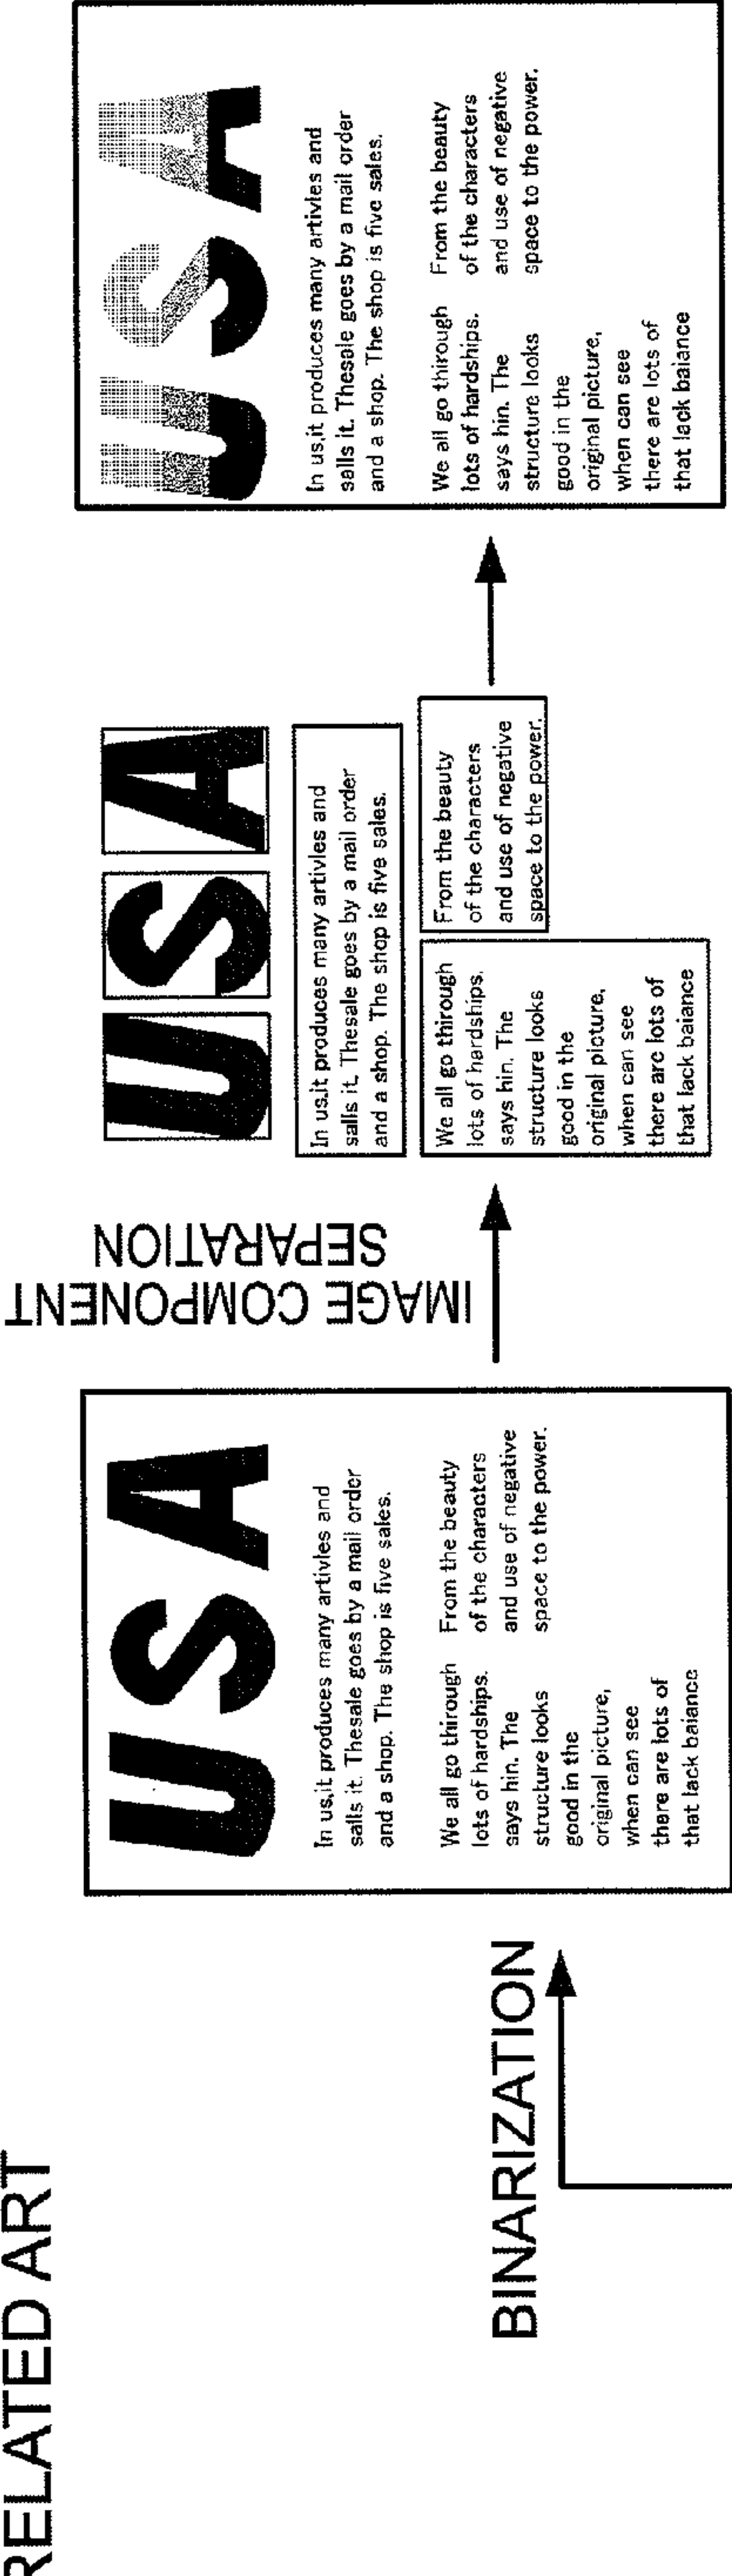 RELATED ART
BINARIZATION
USA
In us,it produces many artivles and
salls it. Thesale goes by a mail order
and a shop. The shop is five sales.
We all go thirough
lots of hardships.
says hin. The
structure looks
good in the
original picture,
when can see
there are lots of
that lack baiance
From the beauty
of the characters
and use of negative
space to the power.
IMAGE COMPONENT
SEPARATION
USA
In us.it produces many artivles and
salls it. Thesale goes by a mail order
and a shop. The shop is five sales.
We all go thirough
lots of hardships.
says hin. The
structure looks
good in the
original picture,
when can see
there are lots of
that lack baiance
From the beauty
of the characters
and use of negative
space to the power.
USA
In us,it produces many artivles and
salls it. Thesale goes by a mail order
and a shop. The shop is five sales.
We all go thirough
lots of hardships.
says hin. The
structure looks
good in the
original picture,
when can see
there are lots of
that lack baiance
From the beauty
of the characters
and use of negative
space to the power.